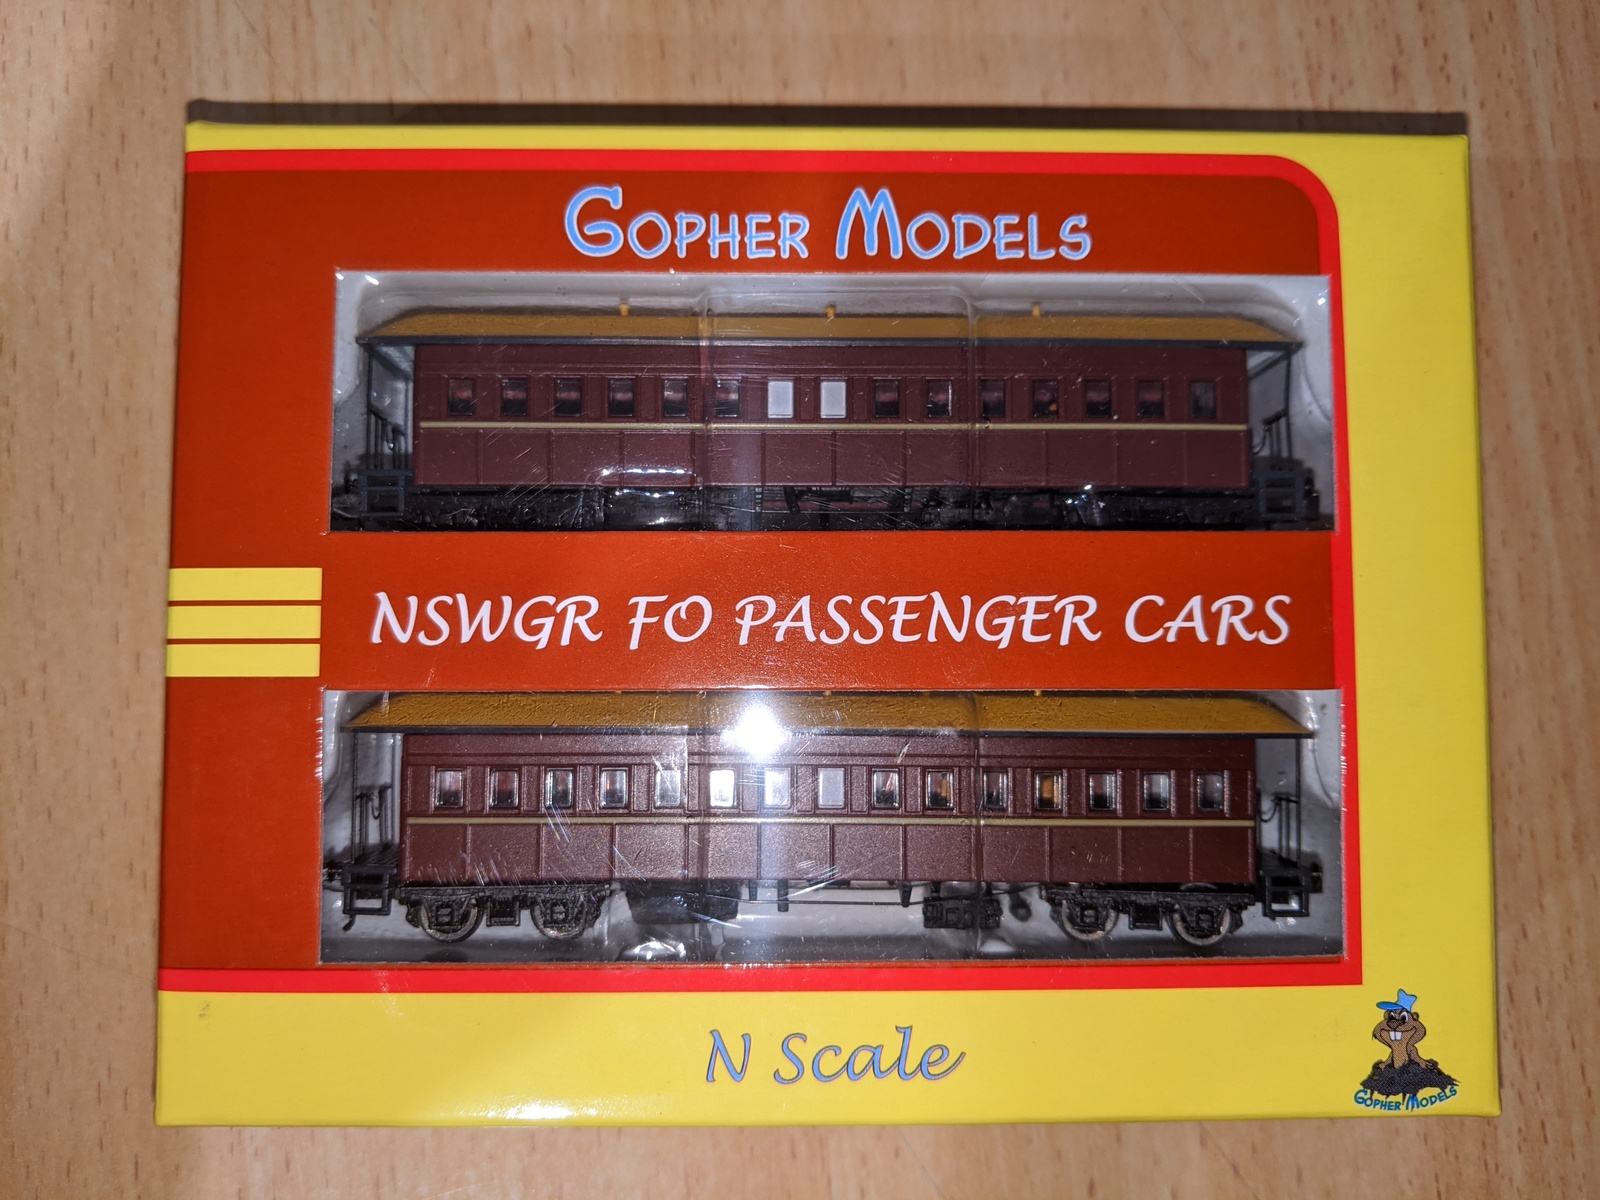 GOPHER MODELS
NSWGR FO PASSENGER CARS
N Scale
GOPHER MODELS